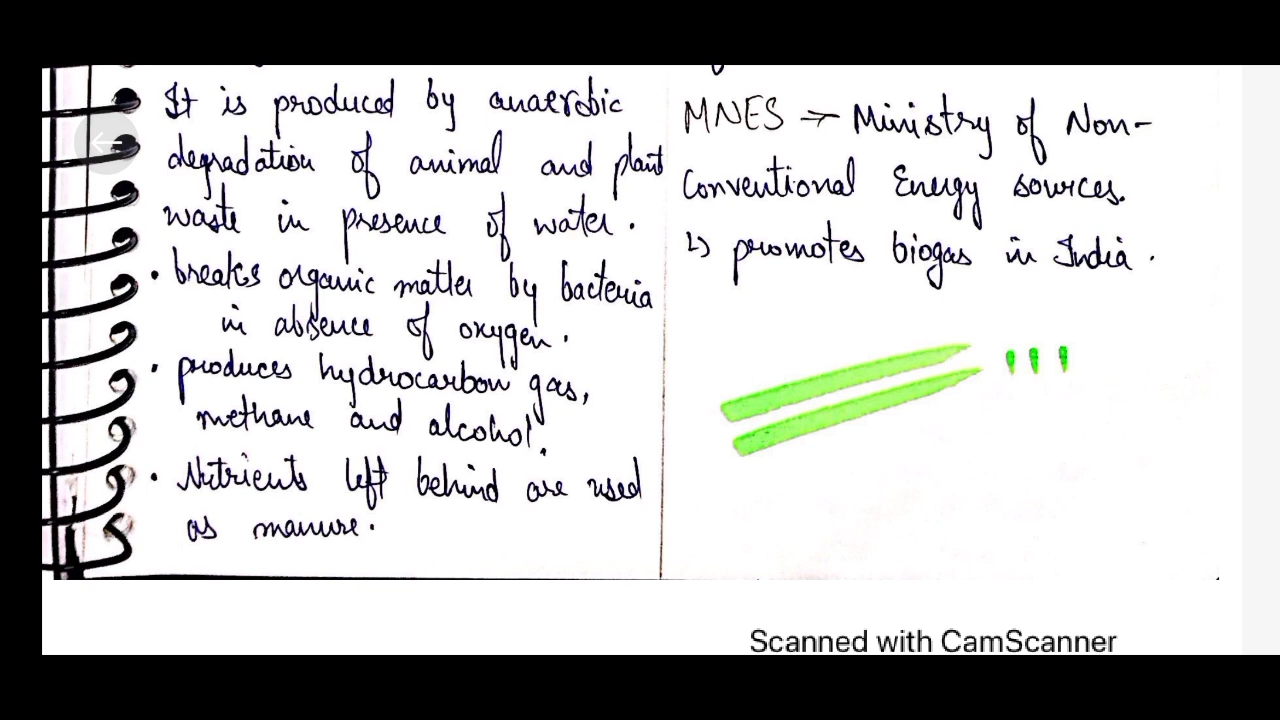 It is produced by anaerobic
degradation of animal and plant
waste in presence of water.
• breaks organic matter by bacteria
in absence of oxygen.
• produces hydrocarbon gas,
methane and alcohol.
• Nutrients left behind are used
as manure.
MNES → Ministry of Non-
Conventional Energy sources.
↳ promotes biogas in India.
Scanned with CamScanner